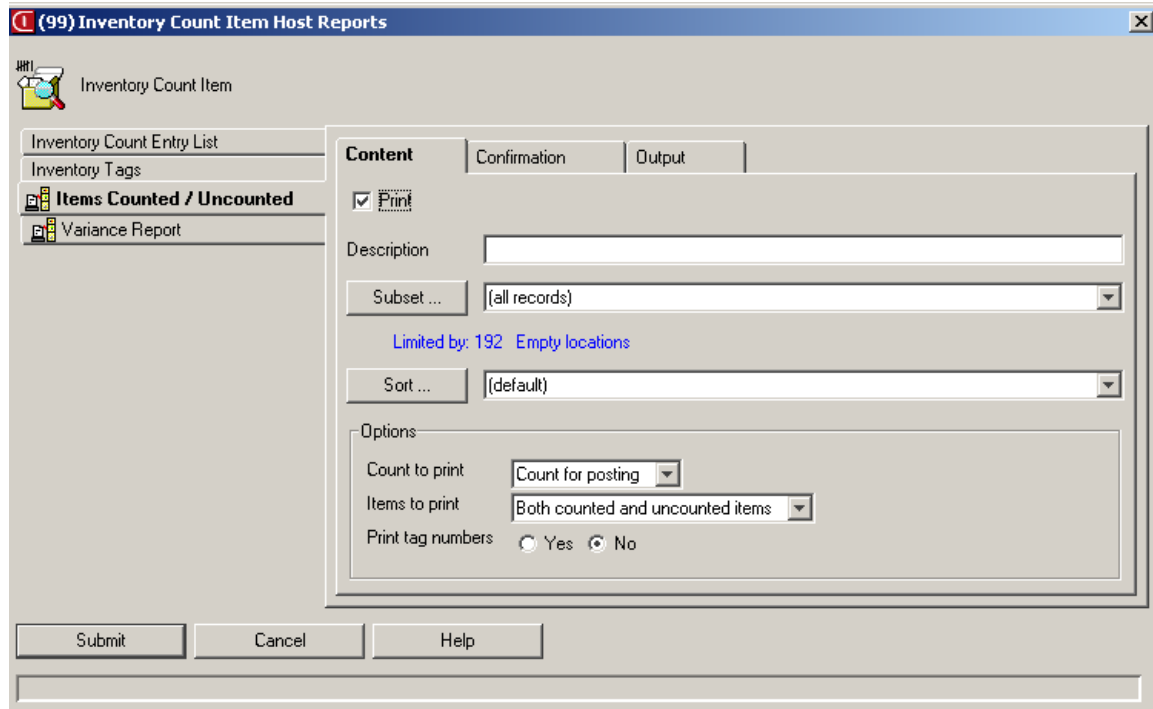 (99) Inventory Count Item Host Reports
Inventory Count Item
Inventory Count Entry List
Inventory Tags
Items Counted / Uncounted
Variance Report
Content Confirmation Output
Print
Description
Subset ... (all records)
Limited by: 192 Empty locations
Sort ... (default)
Options
Count to print Count for posting
Items to print Both counted and uncounted items
Print tag numbers Yes No
Submit Cancel Help